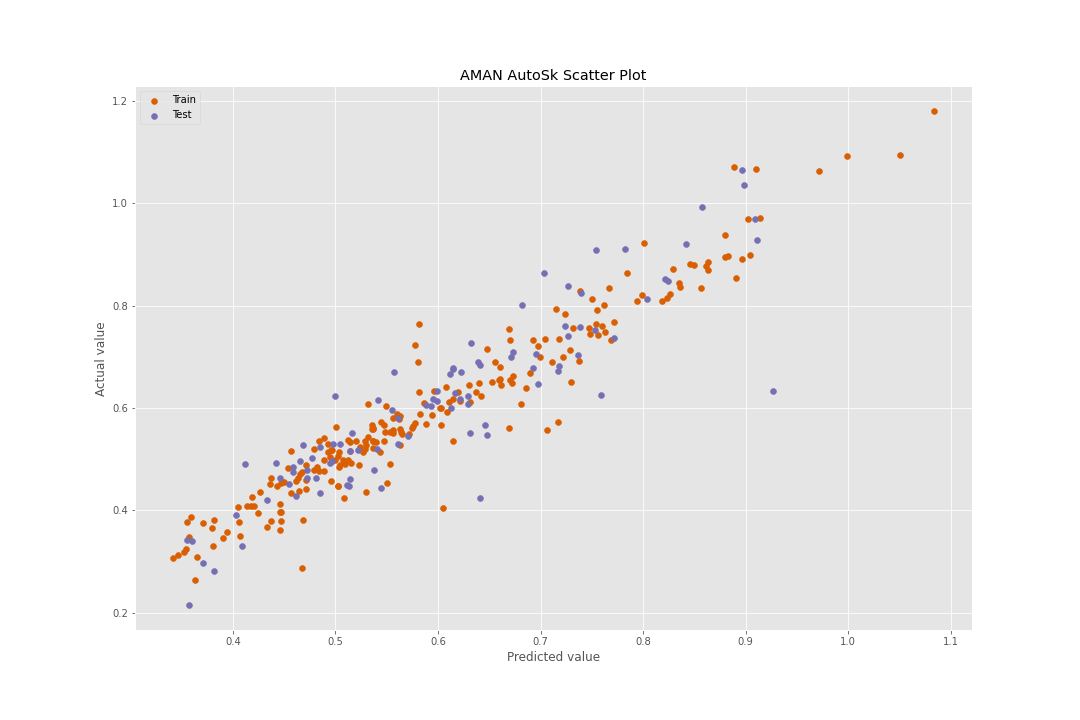 AMAN AutoSk Scatter Plot
Train
Test
Actual value
1.2
1.0
0.8
0.6
0.4
0.2
0.4 0.5 0.6 0.7 0.8 0.9 1.0 1.1
Predicted value